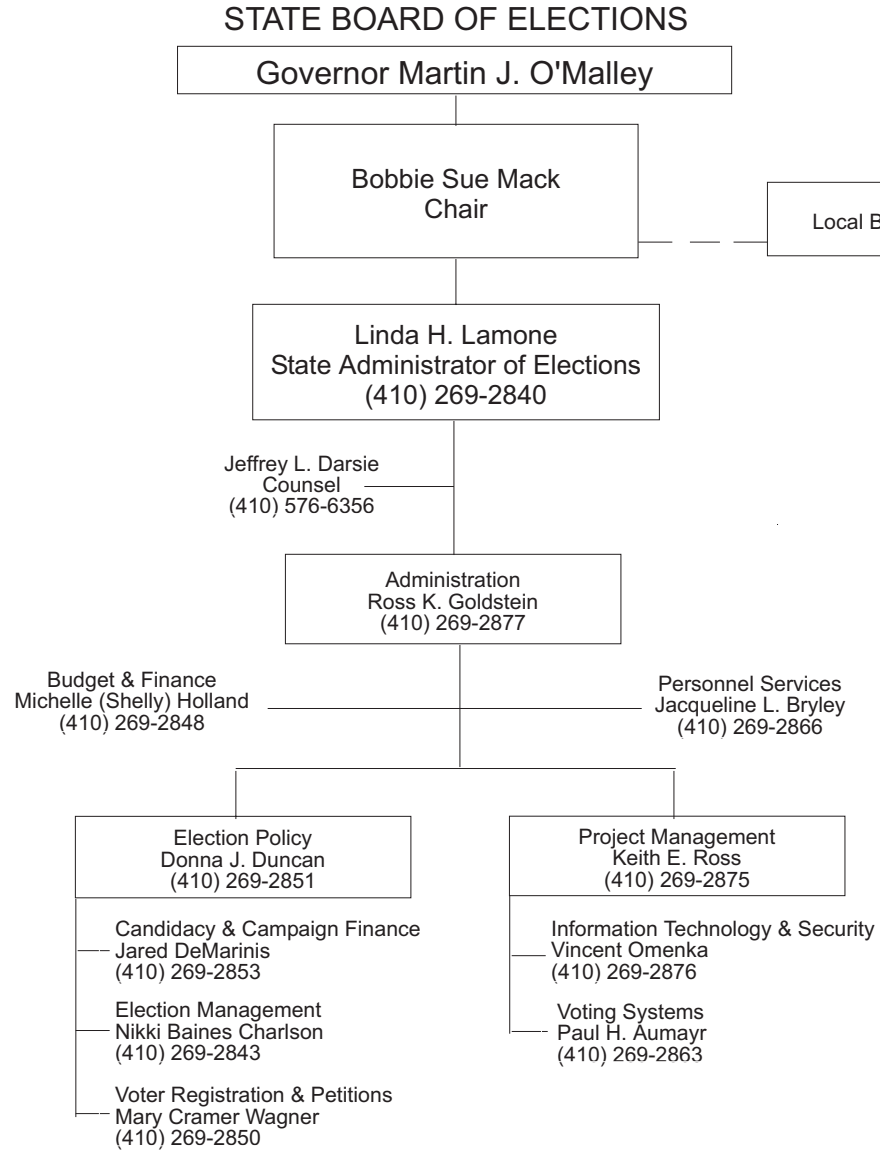 STATE BOARD OF ELECTIONS
Governor Martin J. O'Malley
Bobbie Sue Mack
Chair
Local B
Linda H. Lamone
State Administrator of Elections
(410) 269-2840
Jeffrey L. Darsie
Counsel
(410) 576-6356
Administration
Ross K. Goldstein
(410) 269-2877
Budget & Finance
Michelle (Shelly) Holland
(410) 269-2848
Personnel Services
Jacqueline L. Bryley
(410) 269-2866
Election Policy
Donna J. Duncan
(410) 269-2851
Candidacy & Campaign Finance
Jared DeMarinis
(410) 269-2853
Election Management
Nikki Baines Charlson
(410) 269-2843
Voter Registration & Petitions
Mary Cramer Wagner
(410) 269-2850
Project Management
Keith E. Ross
(410) 269-2875
Information Technology & Security
Vincent Omenka
(410) 269-2876
Voting Systems
Paul H. Aumayr
(410) 269-2863